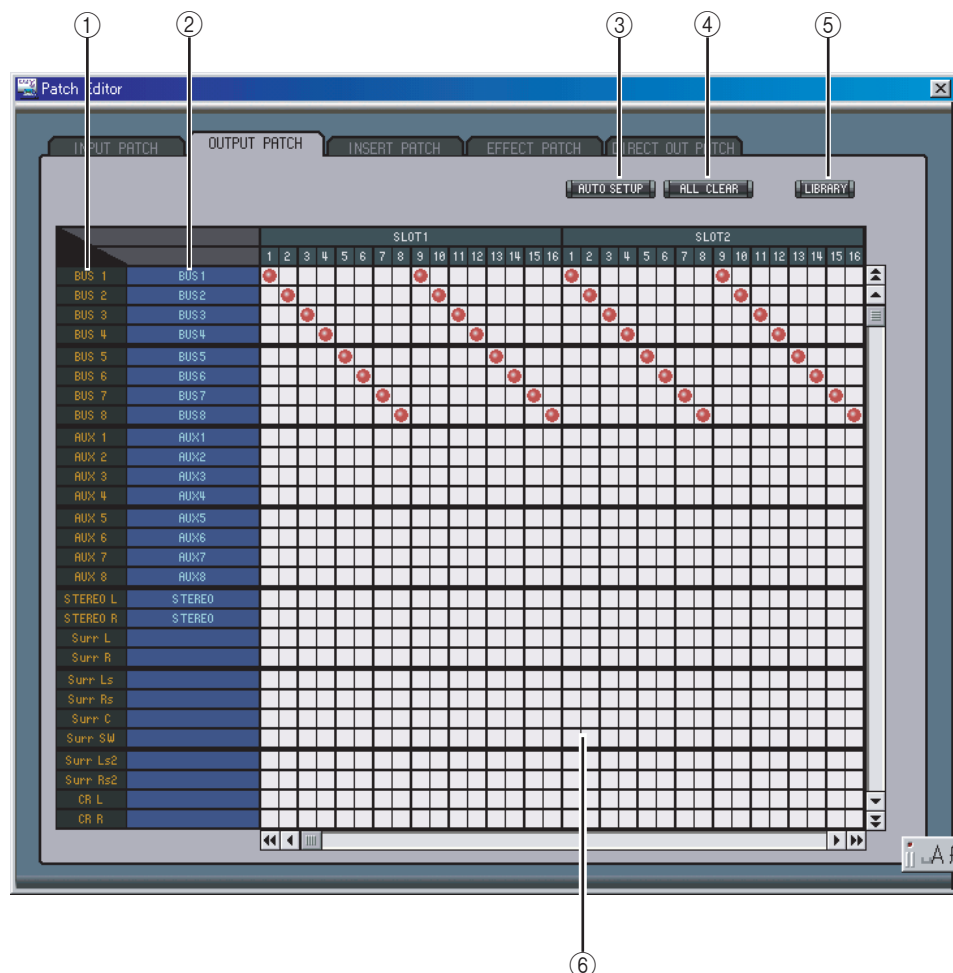 ① ② ③ ④ ⑤
Patch Editor
INPUT PATCH OUTPUT PATCH INSERT PATCH EFFECT PATCH DIRECT OUT PATCH
AUTO SETUP ALL CLEAR LIBRARY
SLOT1 SLOT2
1 2 3 4 5 6 7 8 9 10 11 12 13 14 15 16 1 2 3 4 5 6 7 8 9 10 11 12 13 14 15 16
BUS 1 BUS1
BUS 2 BUS2
BUS 3 BUS3
BUS 4 BUS4
BUS 5 BUS5
BUS 6 BUS6
BUS 7 BUS7
BUS 8 BUS8
AUX 1 AUX1
AUX 2 AUX2
AUX 3 AUX3
AUX 4 AUX4
AUX 5 AUX5
AUX 6 AUX6
AUX 7 AUX7
AUX 8 AUX8
STEREO L STEREO
STEREO R STEREO
Surr L
Surr R
Surr Ls
Surr Rs
Surr C
Surr SW
Surr Ls2
Surr Rs2
CR L
CR R
⑥